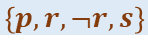 {p, r, ¬r, s}